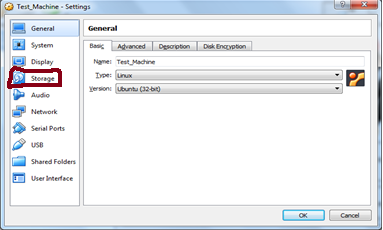 Test_Machine - Settings
General
System
Display
Storage
Audio
Network
Serial Ports
USB
Shared Folders
User Interface
General
Basic Advanced Description Disk Encryption
Name: Test_Machine
Type: Linux
Version: Ubuntu (32-bit)
OK Cancel